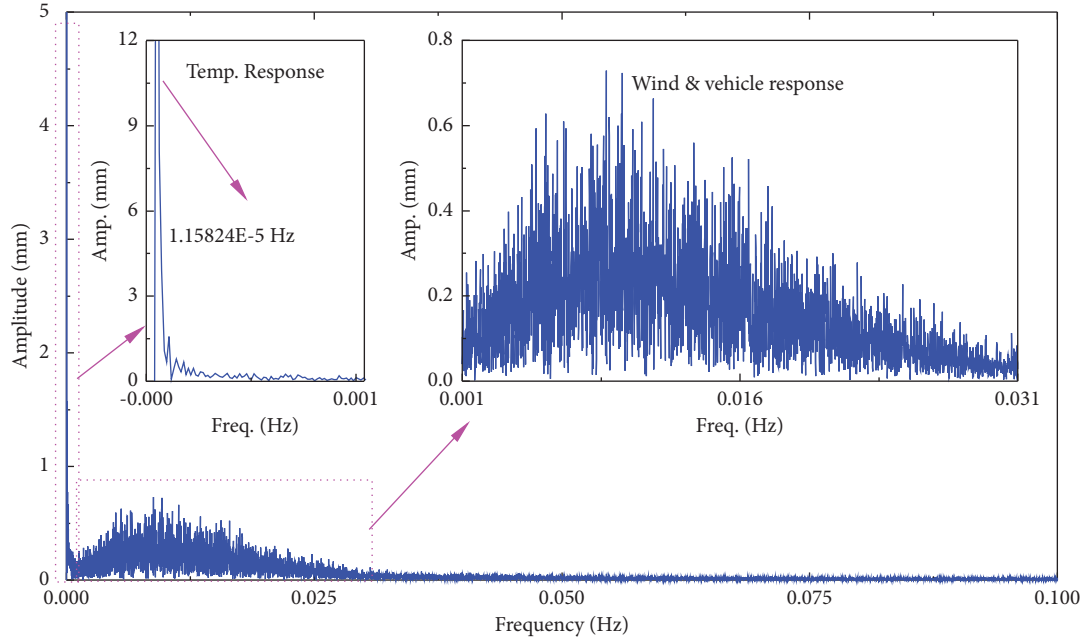 5
4
3
2
1
0
Amplitude (mm)
0.000
0.025
0.050
0.075
0.100
Frequency (Hz)
12
9
6
3
0
Amp. (mm)
Temp. Response
1.15824E-5 Hz
-0.000
0.001
Freq. (Hz)
0.8
0.6
0.4
0.2
0.0
Amp. (mm)
Wind & vehicle response
0.001
0.016
0.031
Freq. (Hz)